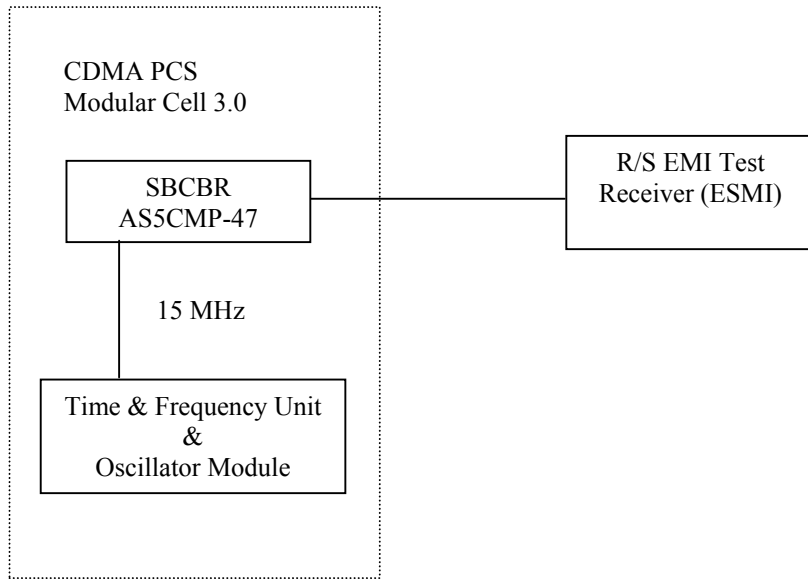 CDMA PCS
Modular Cell 3.0
SBCBR
AS5CMP-47
R/S EMI Test
Receiver (ESMI)
15 MHz
Time & Frequency Unit
&
Oscillator Module